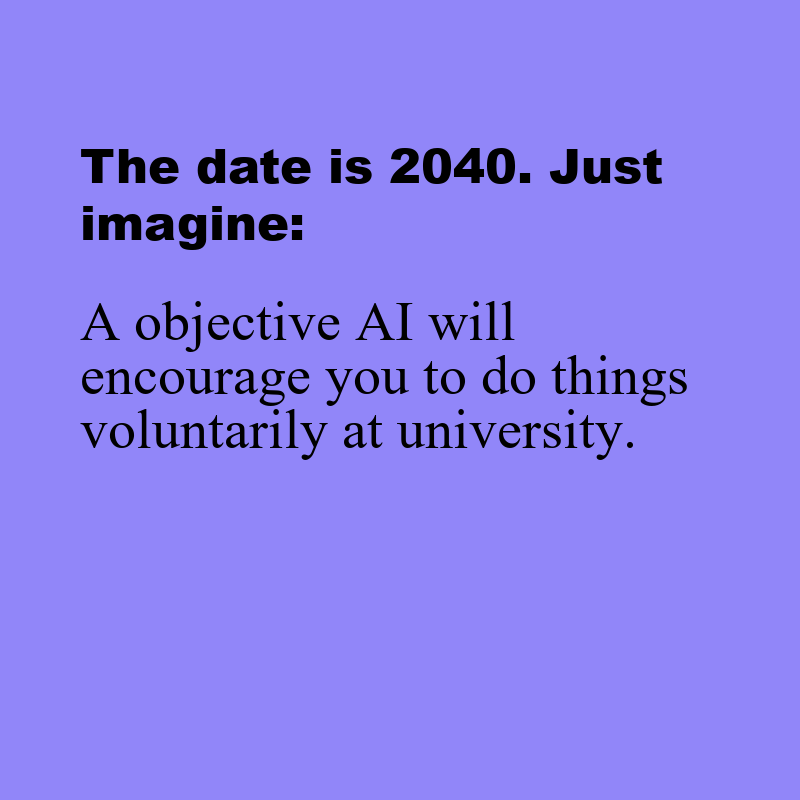 The date is 2040. Just
imagine:
A objective AI will
encourage you to do things
voluntarily at university.